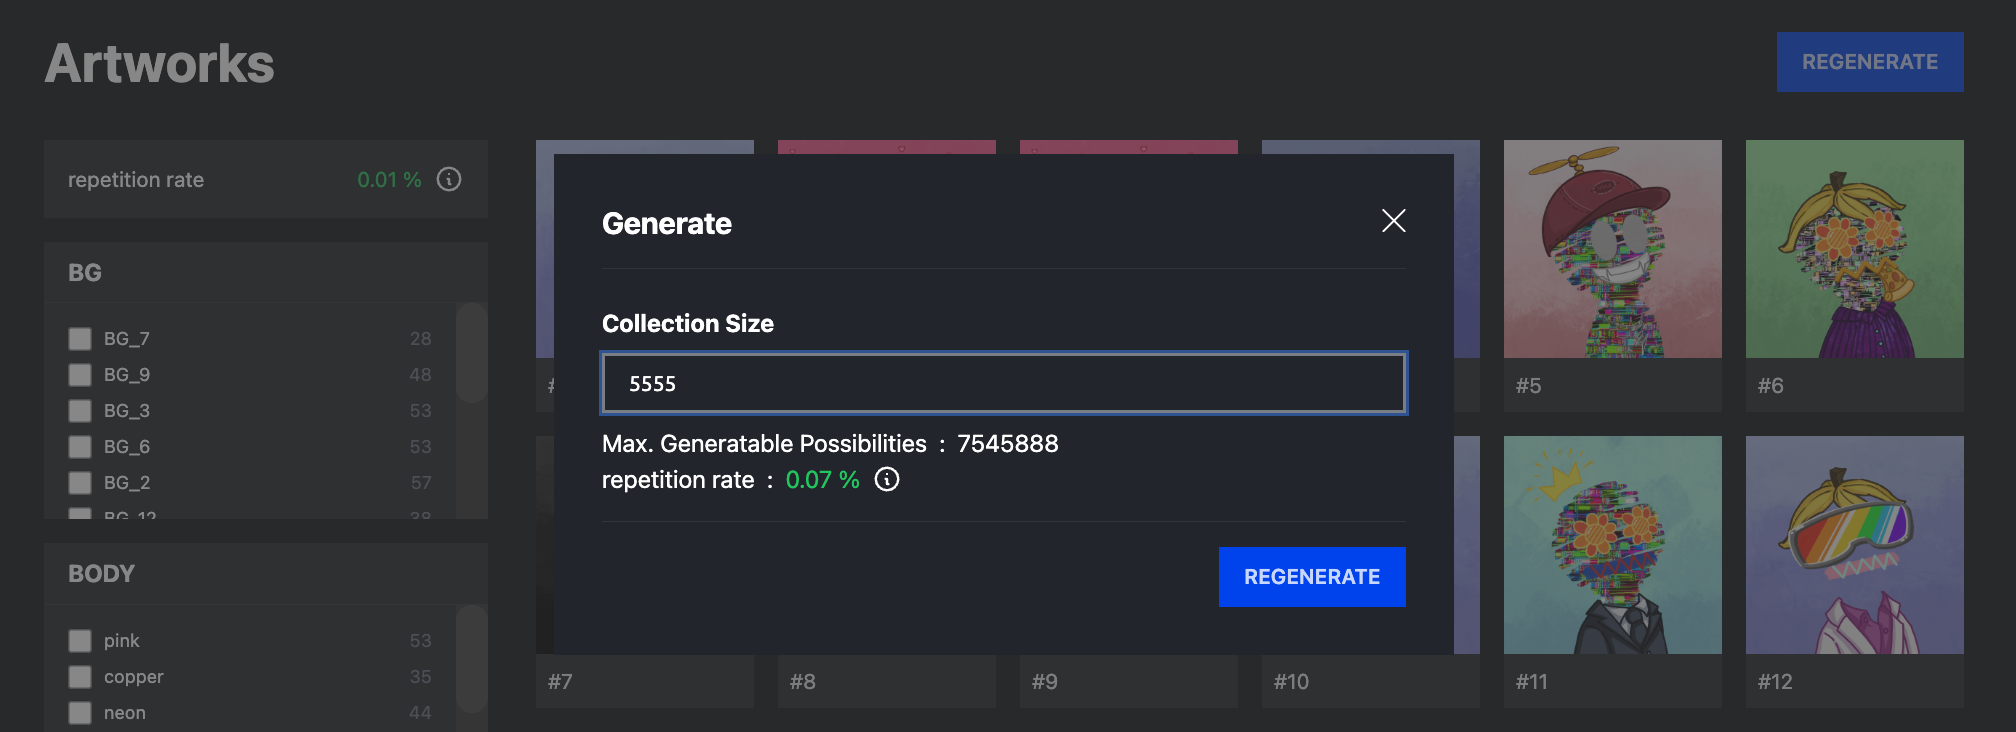 Artworks
REGENERATE
repetition rate 0.01 %
BG
BG_7 28
BG_9 48
BG_3 53
BG_6 53
BG_2 57
BG_12 38
BODY
pink 53
copper 35
neon 44
Generate
Collection Size
5555
Max. Generatable Possibilities : 7545888
repetition rate : 0.07 %
REGENERATE
#5
#6
#7
#8
#9
#10
#11
#12